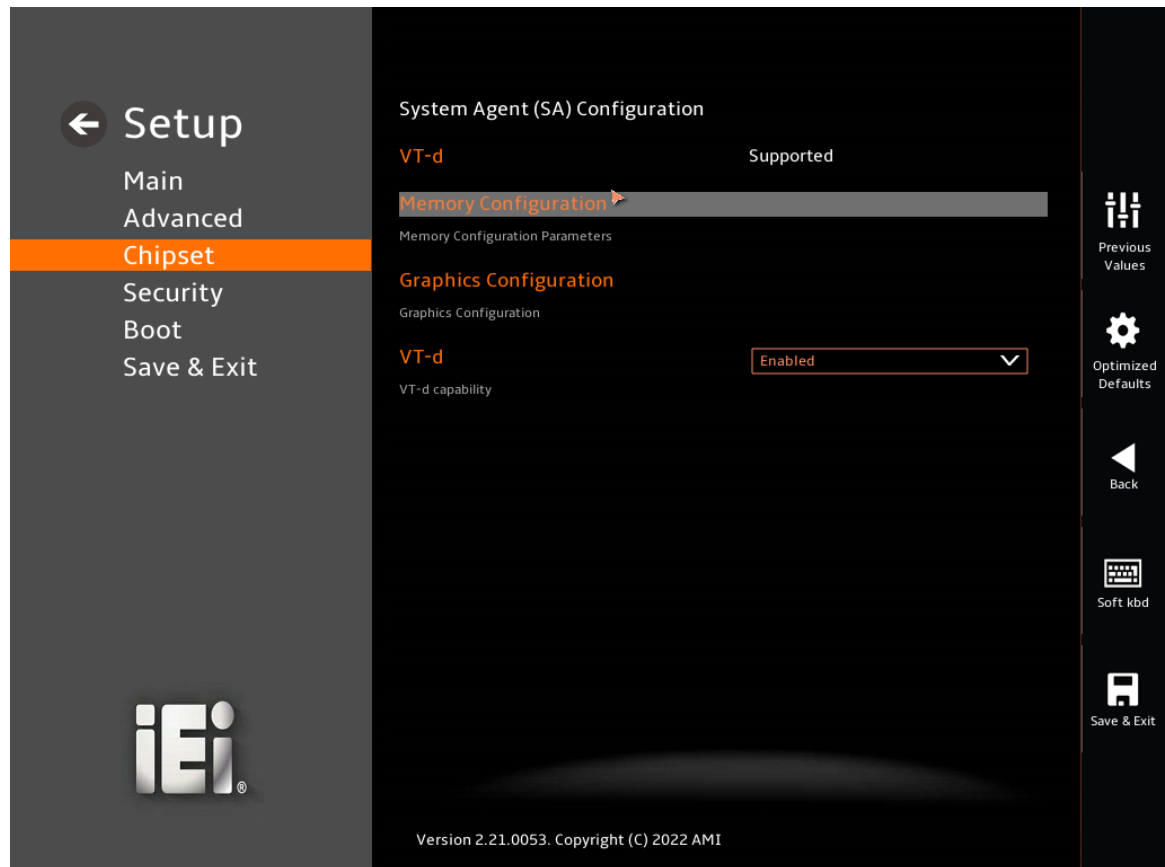 Setup
Main
Advanced
Chipset
Security
Boot
Save & Exit
iEi®
System Agent (SA) Configuration
VT-d Supported
Memory Configuration
Memory Configuration Parameters
Graphics Configuration
Graphics Configuration
VT-d Enabled
VT-d capability
Version 2.21.0053. Copyright (C) 2022 AMI
Previous
Values
Optimized
Defaults
Back
Soft kbd
Save & Exit